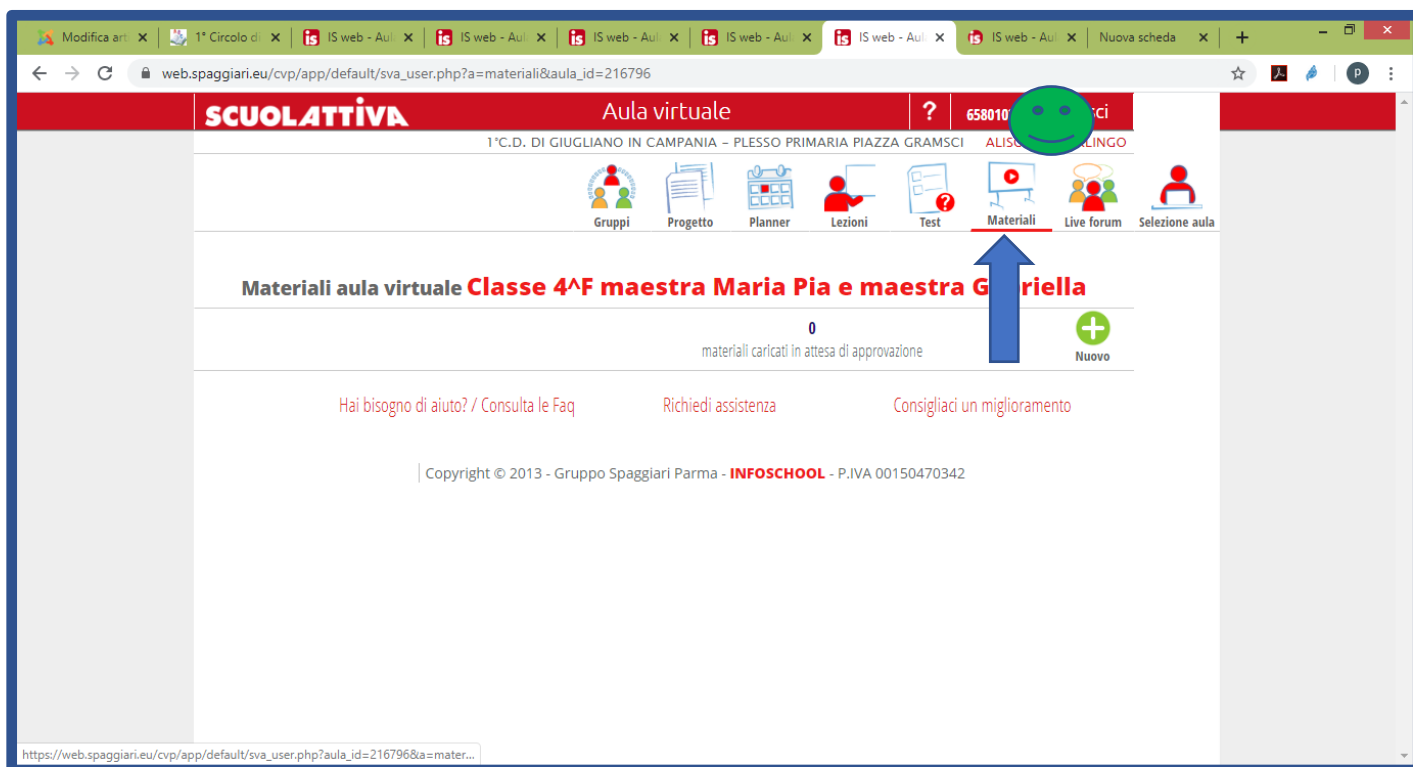 Modifica art
1° Circolo di
IS web - Aul
IS web - Aul
IS web - Aul
IS web - Aul
IS web - Aul
IS web - Aul
Nuova scheda
web.spaggiari.eu/cvp/app/default/sva_user.php?a=materiali&aula_id=216796
P
SCUOLATTIVA
Aula virtuale
?
1°C.D. DI GIUGLIANO IN CAMPANIA – PLESSO PRIMARIA PIAZZA GRAMSCI
Gruppi
Progetto
Planner
Lezioni
Test
Materiali
Live forum
Selezione aula
Materiali aula virtuale Classe 4^F maestra Maria Pia e maestra
0
materiali caricati in attesa di approvazione
Nuovo
Hai bisogno di aiuto? / Consulta le Faq
Richiedi assistenza
Consigliaci un miglioramento
Copyright © 2013 - Gruppo Spaggiari Parma - INFOSCHOOL - P.IVA 00150470342
https://web.spaggiari.eu/cvp/app/default/sva_user.php?aula_id=216796&a=mater...